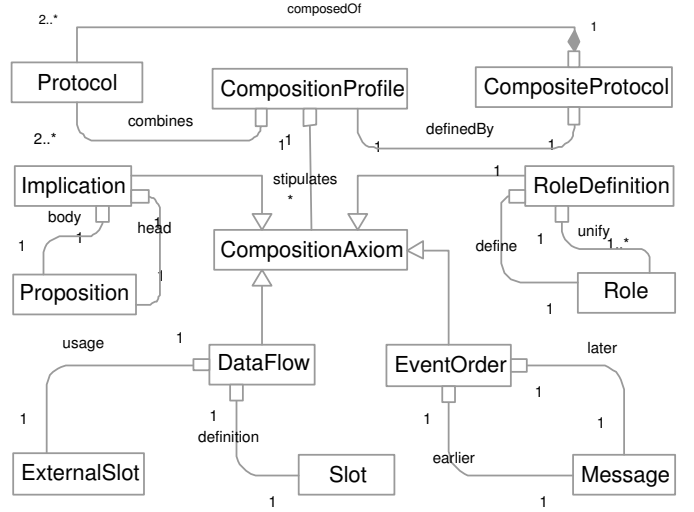 composedOf
2..*
1
Protocol
CompositionProfile
CompositeProtocol
combines
definedBy
2..*
1
1
1
1
Implication
stipulates
1
RoleDefinition
*
body
head
1
define
unify
1
1
1
1..*
CompositionAxiom
1
Proposition
Role
1
usage
1
DataFlow
EventOrder
later
1
1
1
1
1
definition
earlier
ExternalSlot
Slot
Message
1
1